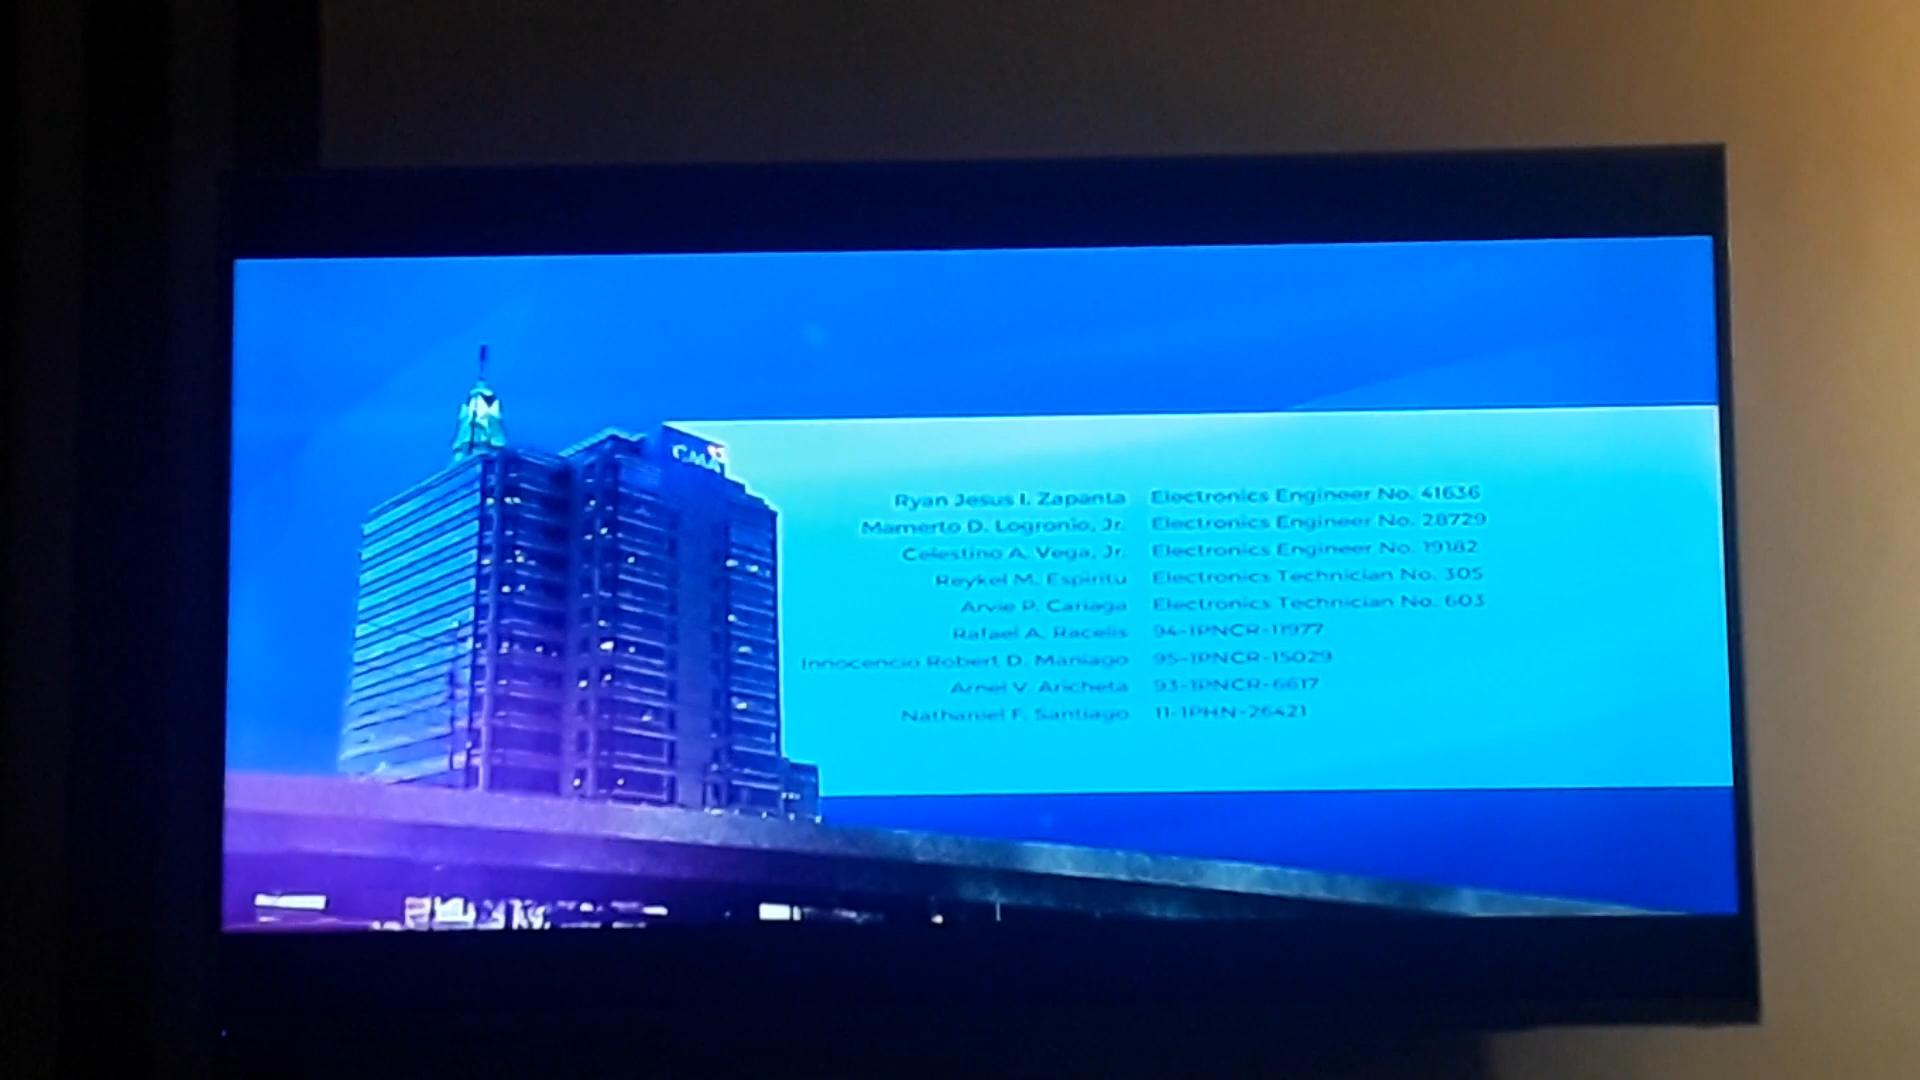 GMA
Ryan Jesus I. Zapanta Electronics Engineer No. 41636
Mamerto D. Logronio, Jr. Electronics Engineer No. 28729
Celestino A. Vega, Jr. Electronics Engineer No. 19182
Reykel M. Espiritu Electronics Technician No. 305
Arvie P. Cariaga Electronics Technician No. 603
Rafael A. Racelis 94-1PNCR-11977
Innocencio Robert D. Maniago 95-1PNCR-15029
Arnel V. Aricheta 93-1PNCR-6617
Nathaniel F. Santiago 11-1PHN-26421